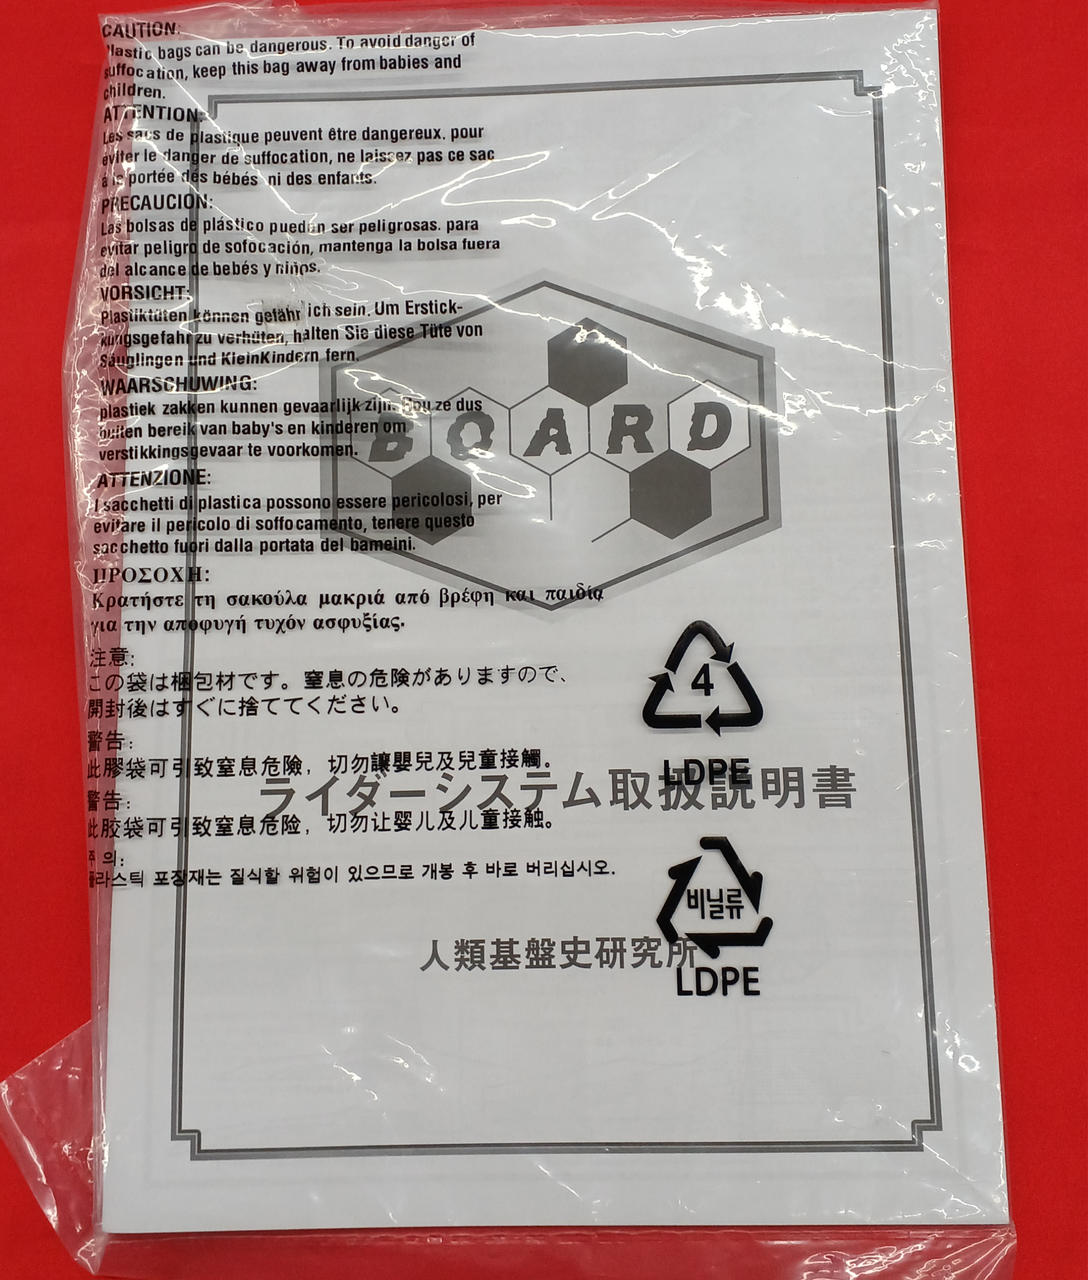 CAUTION:
Plastic bags can be dangerous. To avoid danger of
suffocation, keep this bag away from babies and
children.
ATTENTION:
Les sacs de plastique peuvent être dangereux. pour
éviter le danger de suffocation, ne laissez pas ce sac
à la portée des bébés ni des enfants.
PRECAUCION:
Las bolsas de plástico pueden ser peligrosas. para
evitar peligro de sofocación, mantenga la bolsa fuera
del alcance de bebés y niños.
VORSICHT:
Plastiktüten können gefährlich sein. Um Erstick-
kungsgefahr zu verhüten, halten Sie diese Tüte von
Säuglingen und KleinKindern fern.
WAARSCHUWING:
plastiek zakken kunnen gevaarlijk zijn. Hou ze dus
buiten bereik van baby's en kinderen om
verstikkingsgevaar te voorkomen.
ATTENZIONE:
I sacchetti di plastica possono essere pericolosi, per
evitare il pericolo di soffocamento, tenere questo
sacchetto fuori dalla portata del bameini.
ΠΡΟΣΟΧΗ:
Κρατήστε τη σακούλα μακριά από βρέφη και παιδία
για την αποφυγή τυχόν ασφυξίας.
注意:
この袋は梱包材です。窒息の危険がありますので、
開封後はすぐに捨ててください。
警告:
此膠袋可引致窒息危險，切勿讓嬰兒及兒童接觸。
警告:
此胶袋可引致窒息危险，切勿让婴儿及儿童接触。
주 의:
플라스틱 포장재는 질식할 위험이 있으므로 개봉 후 바로 버리십시오.
BOARD
4
LDPE
ライダーシステム取扱説明書
비닐류
LDPE
人類基盤史研究所